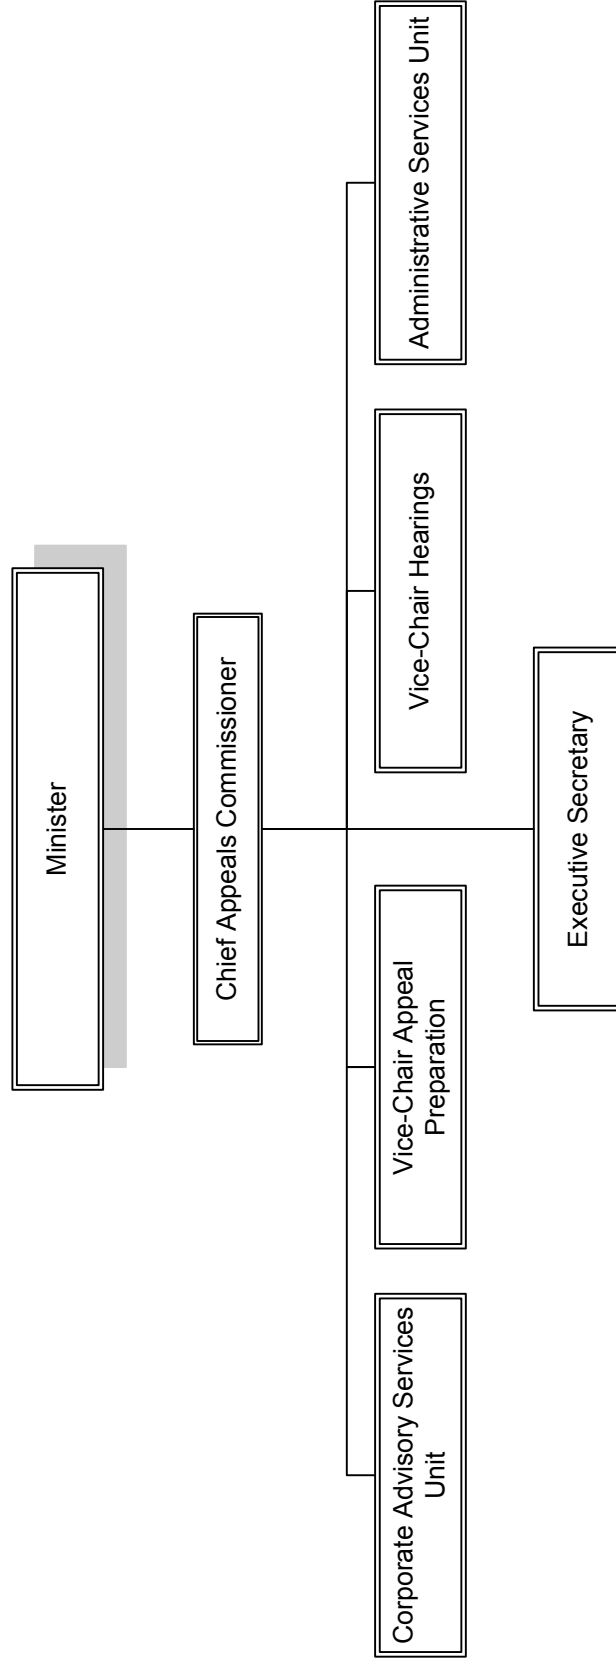 Minister
Chief Appeals Commissioner
Corporate Advisory Services
Unit
Vice-Chair Appeal
Preparation
Vice-Chair Hearings
Administrative Services Unit
Executive Secretary